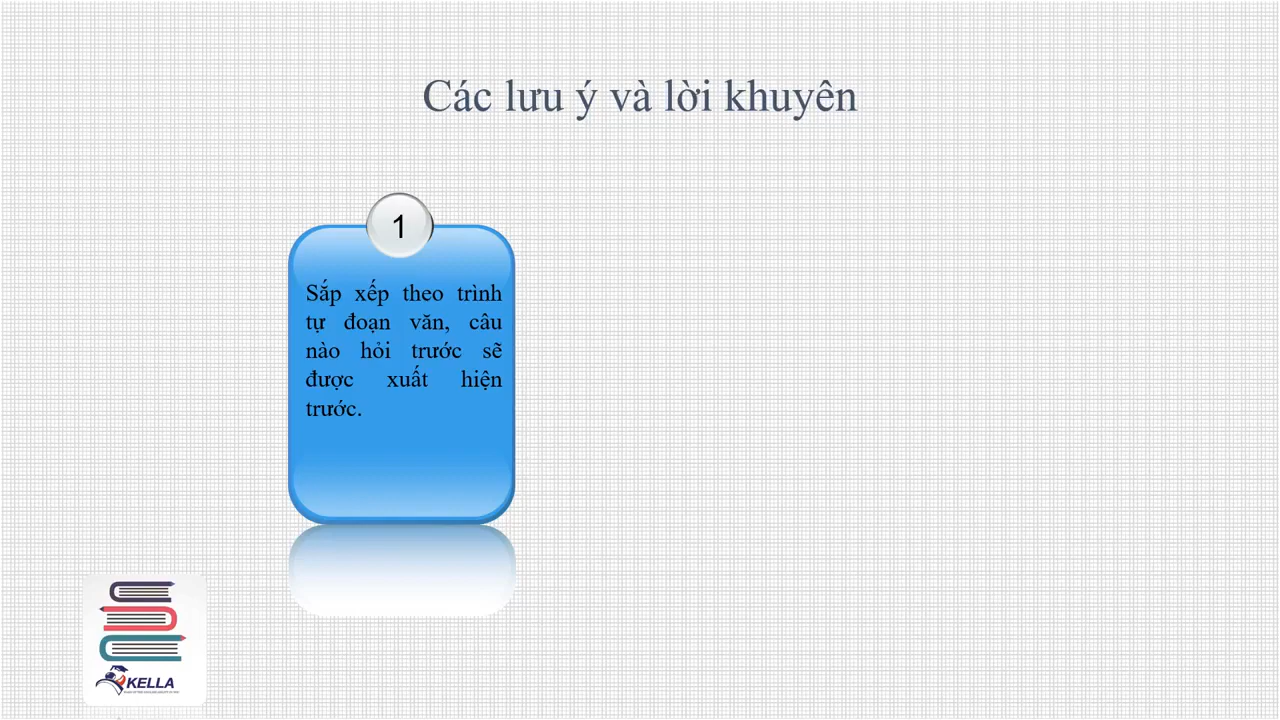 Các lưu ý và lời khuyên
1
Sắp xếp theo trình
tự đoạn văn, câu
nào hỏi trước sẽ
được xuất hiện
trước.
KELLA